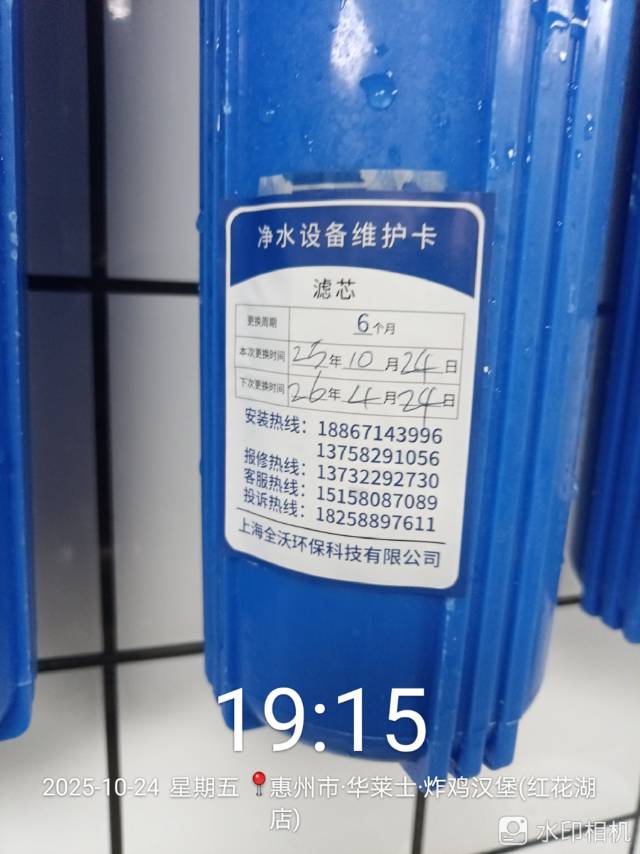 净水设备维护卡
滤芯
更换周期 6个月
本次更换时间 25年10月24日
下次更换时间 26年4月24日
安装热线：18867143996
13758291056
报修热线：13732292730
客服热线：15158087089
投诉热线：18258897611
上海全沃环保科技有限公司
19:15
2025-10-24 星期五 📍惠州市·华莱士·炸鸡汉堡(红花湖
店)
水印相机